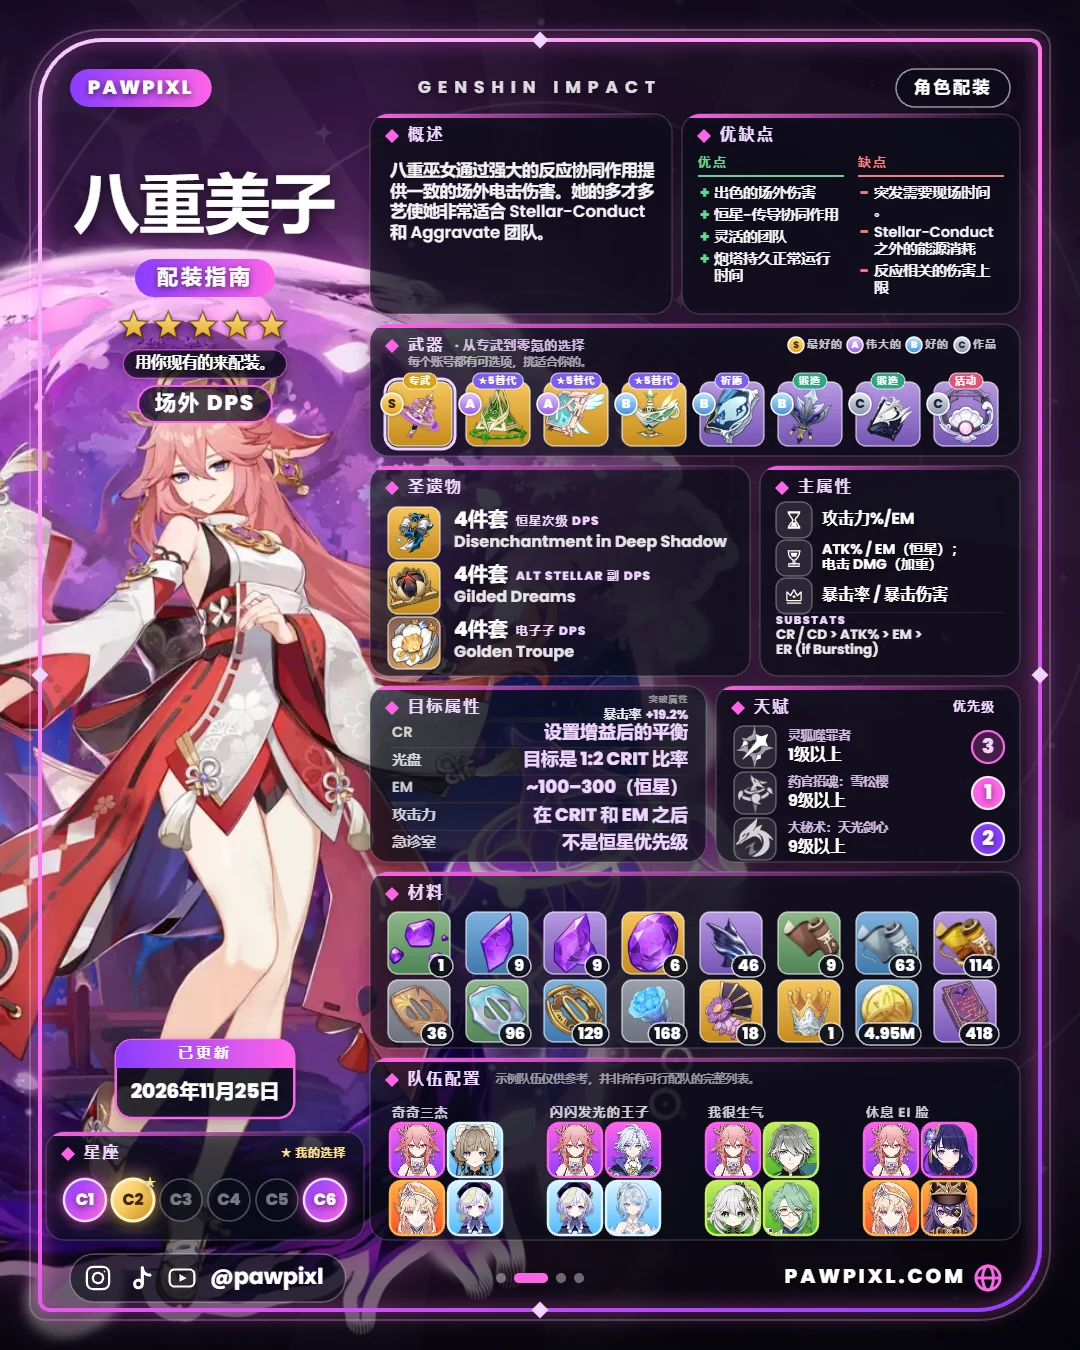 PAWPIXL
GENSHIN IMPACT
角色配装
八重美子
配装指南
用你现有的来配装。
场外 DPS
概述
八重巫女通过强大的反应协同作用提
供一致的场外电击伤害。她的多才多
艺使她非常适合 Stellar-Conduct
和 Aggravate 团队。
优缺点
优点
+ 出色的场外伤害
+ 恒星-传导协同作用
+ 灵活的团队
+ 炮塔持久正常运行
时间
缺点
- 突发需要现场时间
。
- Stellar-Conduct
之外的能源消耗
- 反应相关的伤害上
限
武器 · 从专武到零氪的选择
每个账号都有可选项，挑适合你的。
S 最好的 A 伟大的 B 好的 C 作品
专武 ★5替代 ★5替代 ★5替代 祈愿 锻造 锻造 活动
S A A B B B C C
圣遗物
4件套 恒星次级 DPS
Disenchantment in Deep Shadow
4件套 ALT STELLAR 副 DPS
Gilded Dreams
4件套 电子子 DPS
Golden Troupe
主属性
攻击力%/EM
ATK% / EM（恒星）；
电击 DMG（加重）
暴击率 / 暴击伤害
SUBSTATS
CR / CD > ATK% > EM >
ER (if Bursting)
目标属性
突破属性
暴击率 +19.2%
CR 设置增益后的平衡
光盘 目标是 1:2 CRIT 比率
EM ~100–300（恒星）
攻击力 在 CRIT 和 EM 之后
急诊室 不是恒星优先级
天赋 优先级
灵狐噬罪者
1级以上
3
药官招魂：雪松樱
9级以上
1
大秘术：天光剑心
9级以上
2
材料
1 9 9 6 46 9 63 114
36 96 129 168 18 1 4.95M 418
已更新
2026年11月25日
星座 ★ 我的选择
C1 C2 C3 C4 C5 C6
队伍配置 示例队伍仅供参考，并非所有可行配队的完整列表。
奇奇三杰
闪闪发光的王子
我很生气
休息 EI 脸
@pawpixl
PAWPIXL.COM